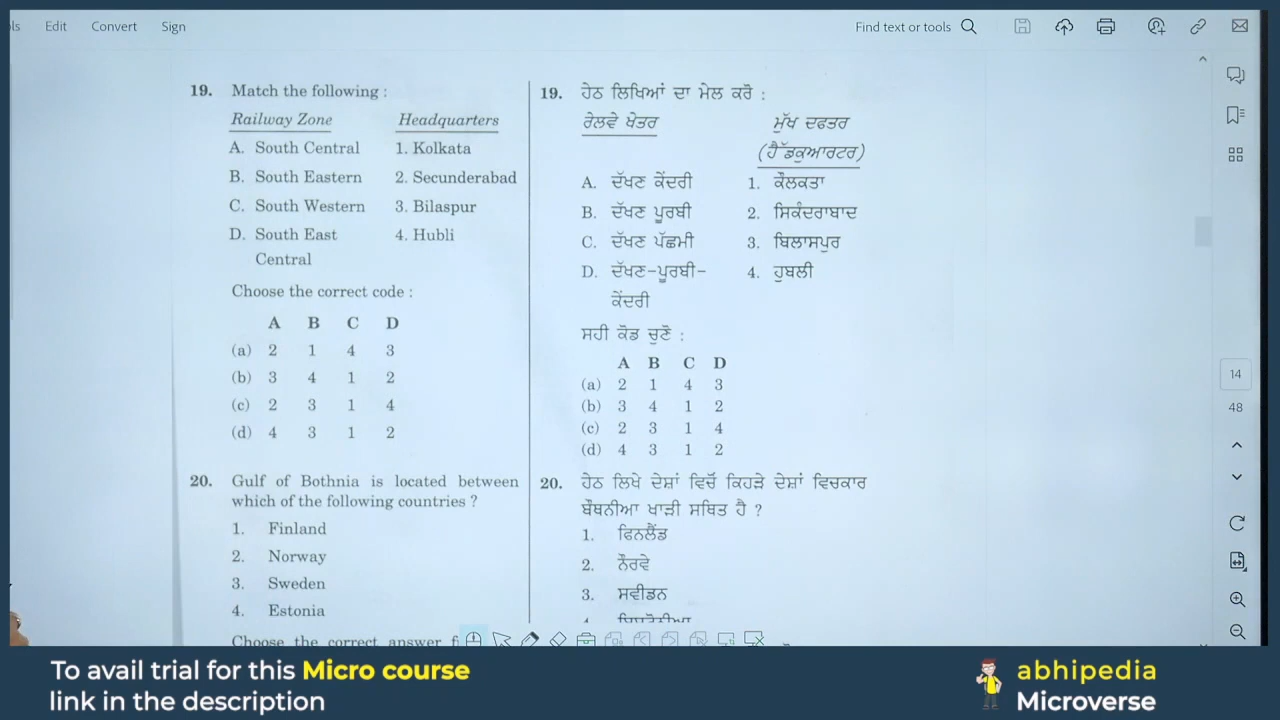 ols Edit Convert Sign Find text or tools
19. Match the following :
Railway Zone Headquarters
A. South Central 1. Kolkata
B. South Eastern 2. Secunderabad
C. South Western 3. Bilaspur
D. South East 4. Hubli
Central
Choose the correct code :
A B C D
(a) 2 1 4 3
(b) 3 4 1 2
(c) 2 3 1 4
(d) 4 3 1 2
20. Gulf of Bothnia is located between
which of the following countries ?
1. Finland
2. Norway
3. Sweden
4. Estonia
Choose the correct answer f
19. ਹੇਠ ਲਿਖਿਆਂ ਦਾ ਮੇਲ ਕਰੋ :
ਰੇਲਵੇ ਖੇਤਰ ਮੁੱਖ ਦਫਤਰ
(ਹੈੱਡਕੁਆਰਟਰ)
A. ਦੱਖਣ ਕੇਂਦਰੀ 1. ਕੌਲਕਤਾ
B. ਦੱਖਣ ਪੂਰਬੀ 2. ਸਿਕੰਦਰਾਬਾਦ
C. ਦੱਖਣ ਪੱਛਮੀ 3. ਬਿਲਾਸਪੁਰ
D. ਦੱਖਣ-ਪੂਰਬੀ- 4. ਹੁਬਲੀ
ਕੇਂਦਰੀ
ਸਹੀ ਕੋਡ ਚੁਣੋ :
A B C D
(a) 2 1 4 3
(b) 3 4 1 2
(c) 2 3 1 4
(d) 4 3 1 2
20. ਹੇਠ ਲਿਖੇ ਦੇਸ਼ਾਂ ਵਿਚੋਂ ਕਿਹੜੇ ਦੇਸ਼ਾਂ ਵਿਚਕਾਰ
ਬੌਥਨੀਆ ਖਾੜੀ ਸਥਿਤ ਹੈ ?
1. ਫਿਨਲੈਂਡ
2. ਨੌਰਵੇ
3. ਸਵੀਡਨ
14
48
To avail trial for this Micro course
link in the description
abhipedia
Microverse